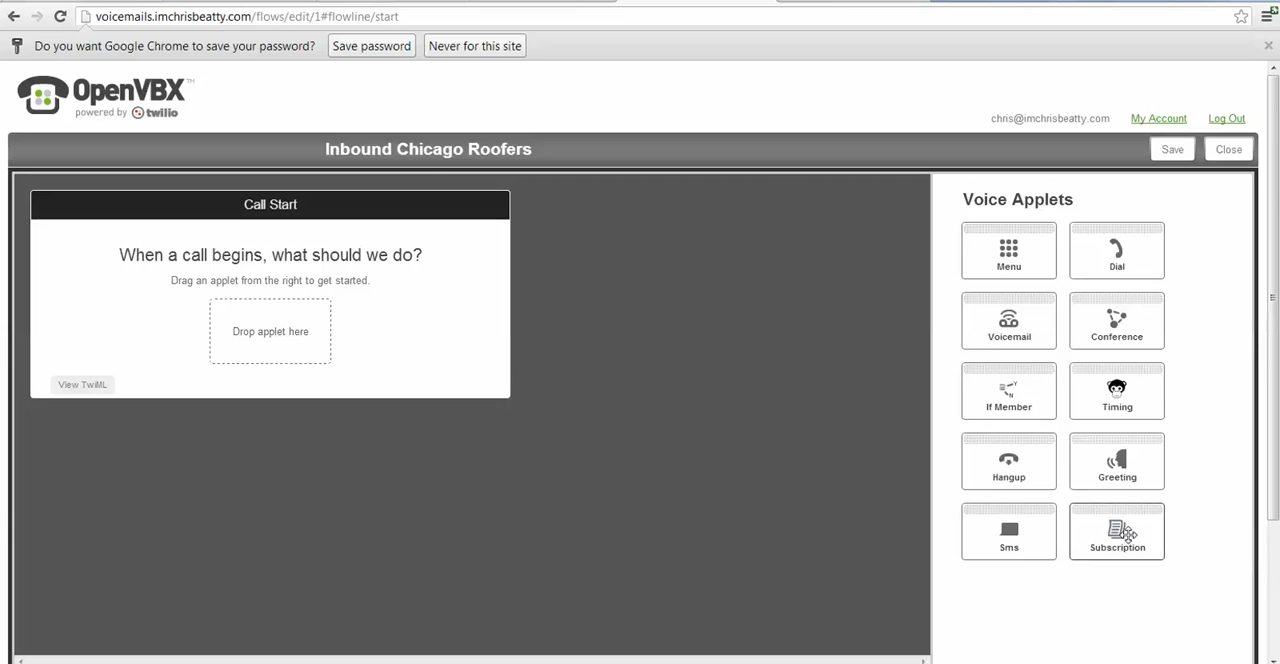 voicemails.imchrisbeatty.com/flows/edit/1#flowline/start
Do you want Google Chrome to save your password? Save password Never for this site
OpenVBX™
powered by twilio
chris@imchrisbeatty.com My Account Log Out
Inbound Chicago Roofers Save Close
Call Start
When a call begins, what should we do?
Drag an applet from the right to get started.
Drop applet here
View TwiML
Voice Applets
Menu Dial
Voicemail Conference
Y
N
If Member Timing
Hangup Greeting
Sms Subscription